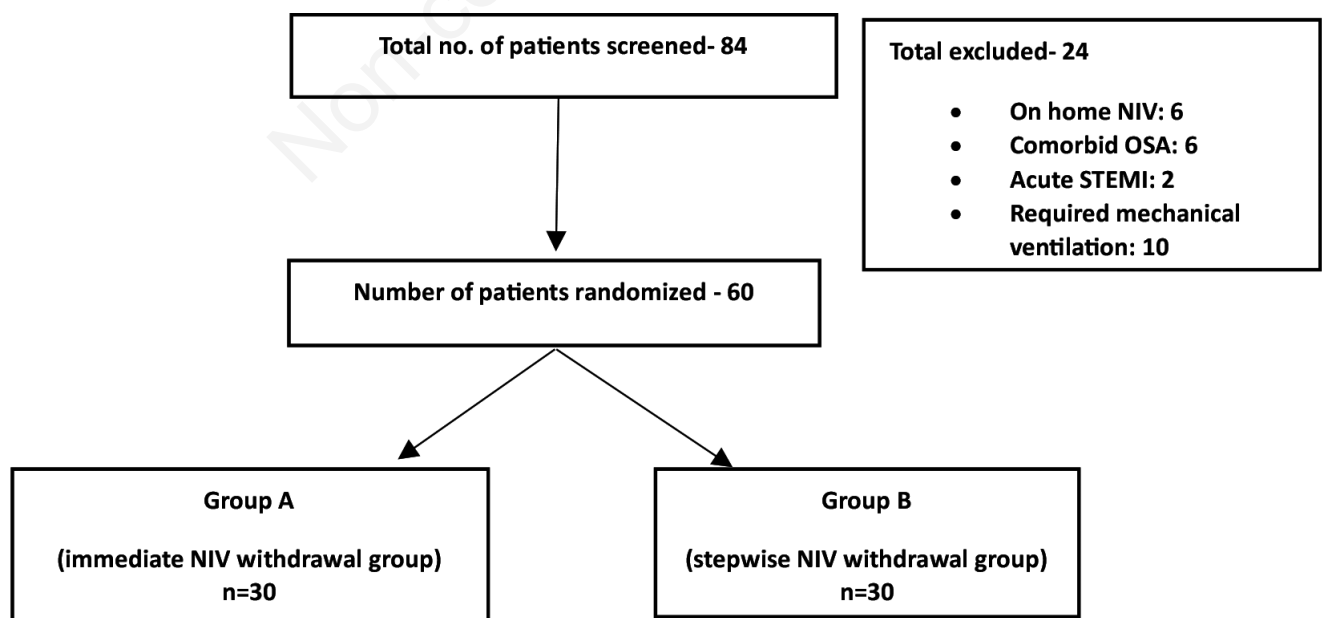 Total no. of patients screened- 84
Total excluded- 24
• On home NIV: 6
• Comorbid OSA: 6
• Acute STEMI: 2
• Required mechanical
ventilation: 10
Number of patients randomized - 60
Group A
(immediate NIV withdrawal group)
n=30
Group B
(stepwise NIV withdrawal group)
n=30